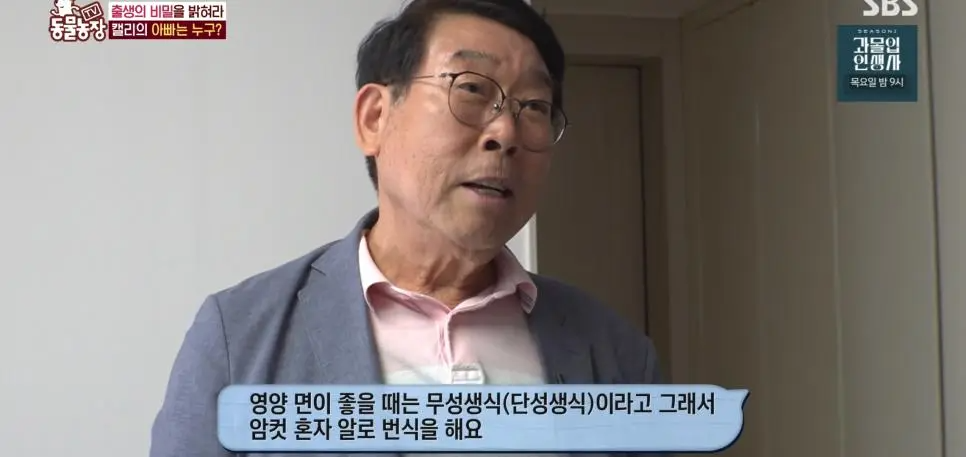 TV
동물농장
출생의 비밀을 밝혀라
캘리의 아빠는 누구?
SBS
SEASON2
과몰입
인생사
목요일 밤 9시
영양 면이 좋을 때는 무성생식(단성생식)이라고 그래서
암컷 혼자 알로 번식을 해요